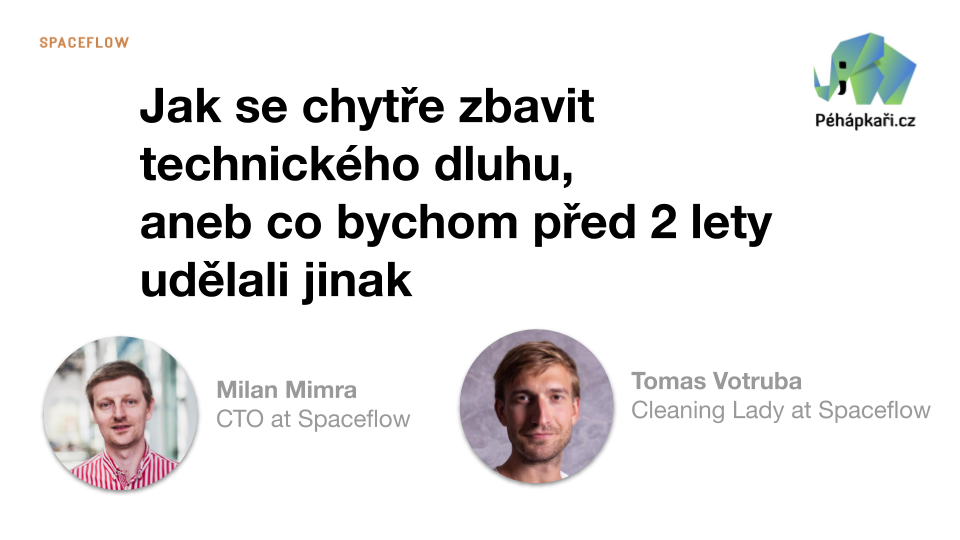 SPACEFLOW
Péhápkaři.cz
Jak se chytře zbavit
technického dluhu,
aneb co bychom před 2 lety
udělali jinak
Milan Mimra
CTO at Spaceflow
Tomas Votruba
Cleaning Lady at Spaceflow